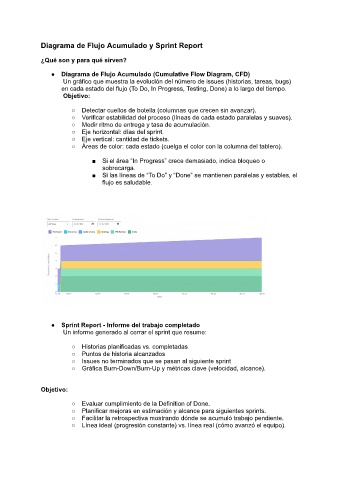 Diagrama de Flujo Acumulado y Sprint Report
¿Qué son y para qué sirven?
● Diagrama de Flujo Acumulado (Cumulative Flow Diagram, CFD)
Un gráfico que muestra la evolución del número de issues (historias, tareas, bugs)
en cada estado del flujo (To Do, In Progress, Testing, Done) a lo largo del tiempo.
Objetivo:
○ Detectar cuellos de botella (columnas que crecen sin avanzar).
○ Verificar estabilidad del proceso (líneas de cada estado paralelas y suaves).
○ Medir ritmo de entrega y tasa de acumulación.
○ Eje horizontal: días del sprint.
○ Eje vertical: cantidad de tickets.
○ Áreas de color: cada estado (cuelga el color con la columna del tablero).
■ Si el área "In Progress" crece demasiado, indica bloqueo o
sobrecarga.
■ Si las líneas de "To Do" y "Done" se mantienen paralelas y estables, el
flujo es saludable.
● Sprint Report - Informe del trabajo completado
Un informe generado al cerrar el sprint que resume:
○ Historias planificadas vs. completadas
○ Puntos de historia alcanzados
○ Issues no terminados que se pasan al siguiente sprint
○ Gráfica Burn-Down/Burn-Up y métricas clave (velocidad, alcance).
Objetivo:
○ Evaluar cumplimiento de la Definition of Done.
○ Planificar mejoras en estimación y alcance para siguientes sprints.
○ Facilitar la retrospectiva mostrando dónde se acumuló trabajo pendiente.
○ Línea ideal (progresión constante) vs. línea real (cómo avanzó el equipo).